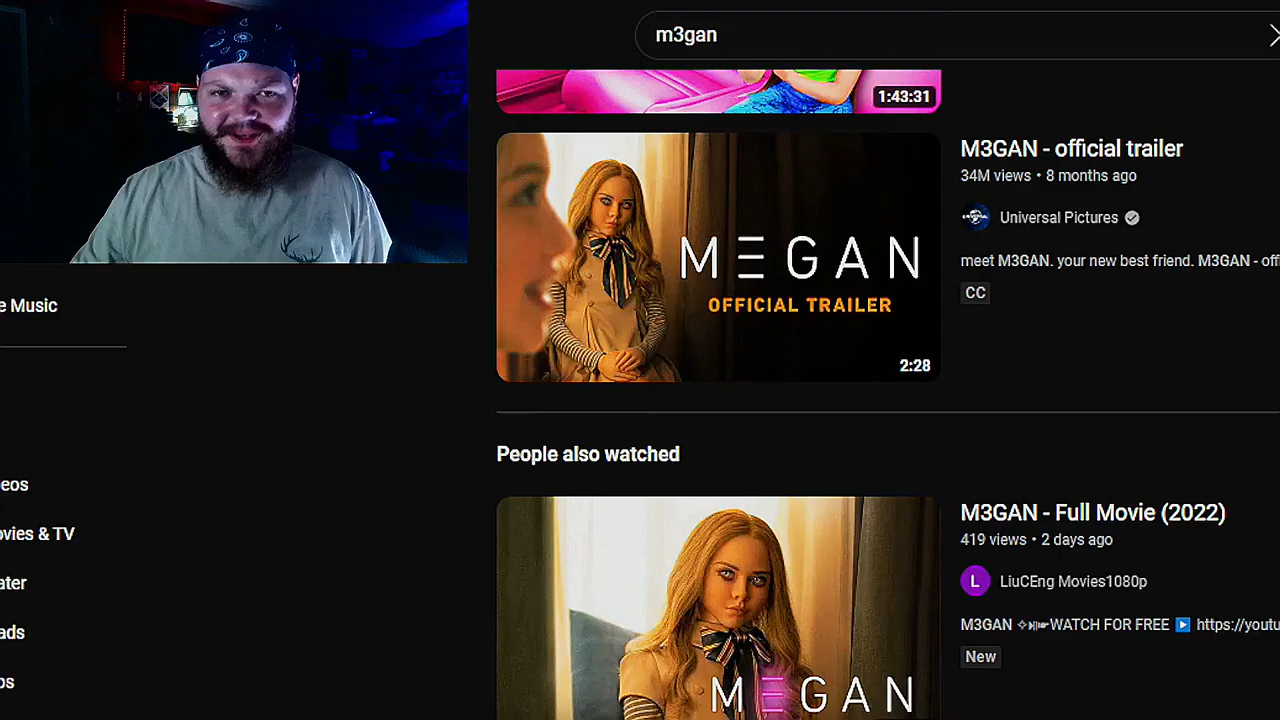 m3gan
1:43:31
M3GAN - official trailer
34M views • 8 months ago
Universal Pictures
meet M3GAN. your new best friend. M3GAN - off
CC
M Ξ G A N
OFFICIAL TRAILER
2:28
e Music
People also watched
eos
ovies & TV
ater
ads
os
M3GAN - Full Movie (2022)
419 views • 2 days ago
L
LiuCEng Movies1080p
M3GAN WATCH FOR FREE ▶ https://youtu
New
M Ξ G A N